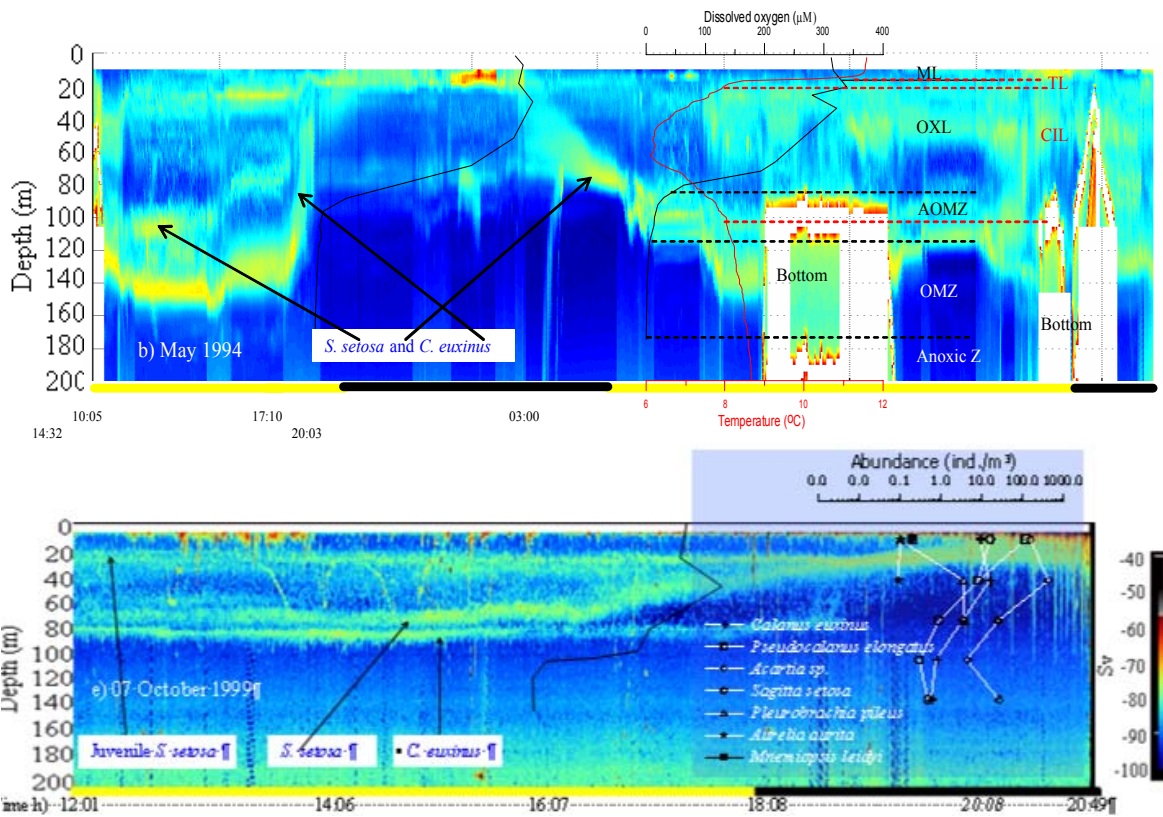 Dissolved oxygen (µM)
0 100 200 300 400
0
20
40
60
80
100
120
140
160
180
200
Depth (m)
ML
TL
OXL
CIL
AOMZ
Bottom
OMZ
Bottom
Anoxic Z
S. setosa and C. euxinus
b) May 1994
6 8 10 12
Temperature (ºC)
10:05 17:10 03:00
14:32 20:03
Abundance (ind./m³)
0.0 0.0 0.1 1.0 10.0 100.0 1000.0
0
20
40
60
80
100
120
140
160
180
200
Depth (m)
Calanus euxinus
Pseudocalanus elongatus
Acartia sp.
Sagitta setosa
Pleurobrachia pileus
Aurelia aurita
Mnemiopsis leidyi
e) 07 October 1999¶
Juvenile S. setosa ¶
S. setosa ¶
C. euxinus ¶
-40
-50
-60
-70
-80
-90
-100
Sv
12:01 14:06 16:07 18:08 20:08 20:49¶